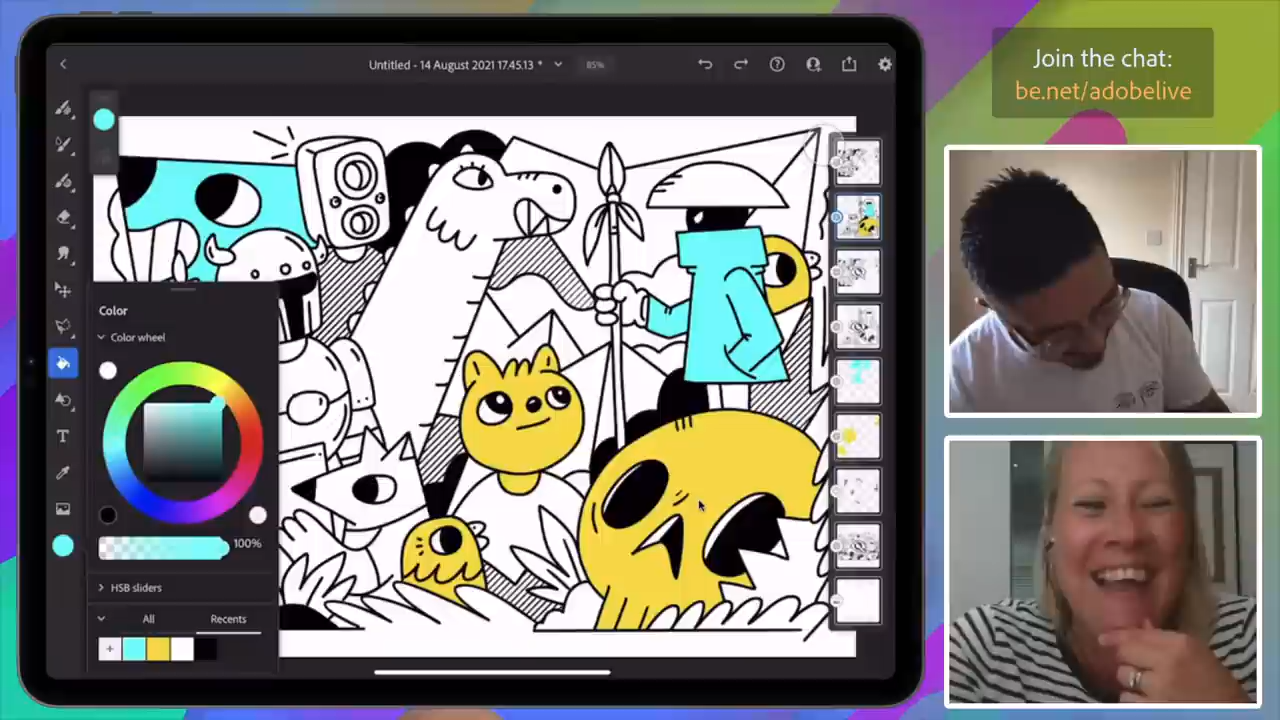 Untitled - 14 August 2021 17.45.13 *
85%
Join the chat:
be.net/adobelive
Color
Color wheel
100%
HSB sliders
All
Recents
T